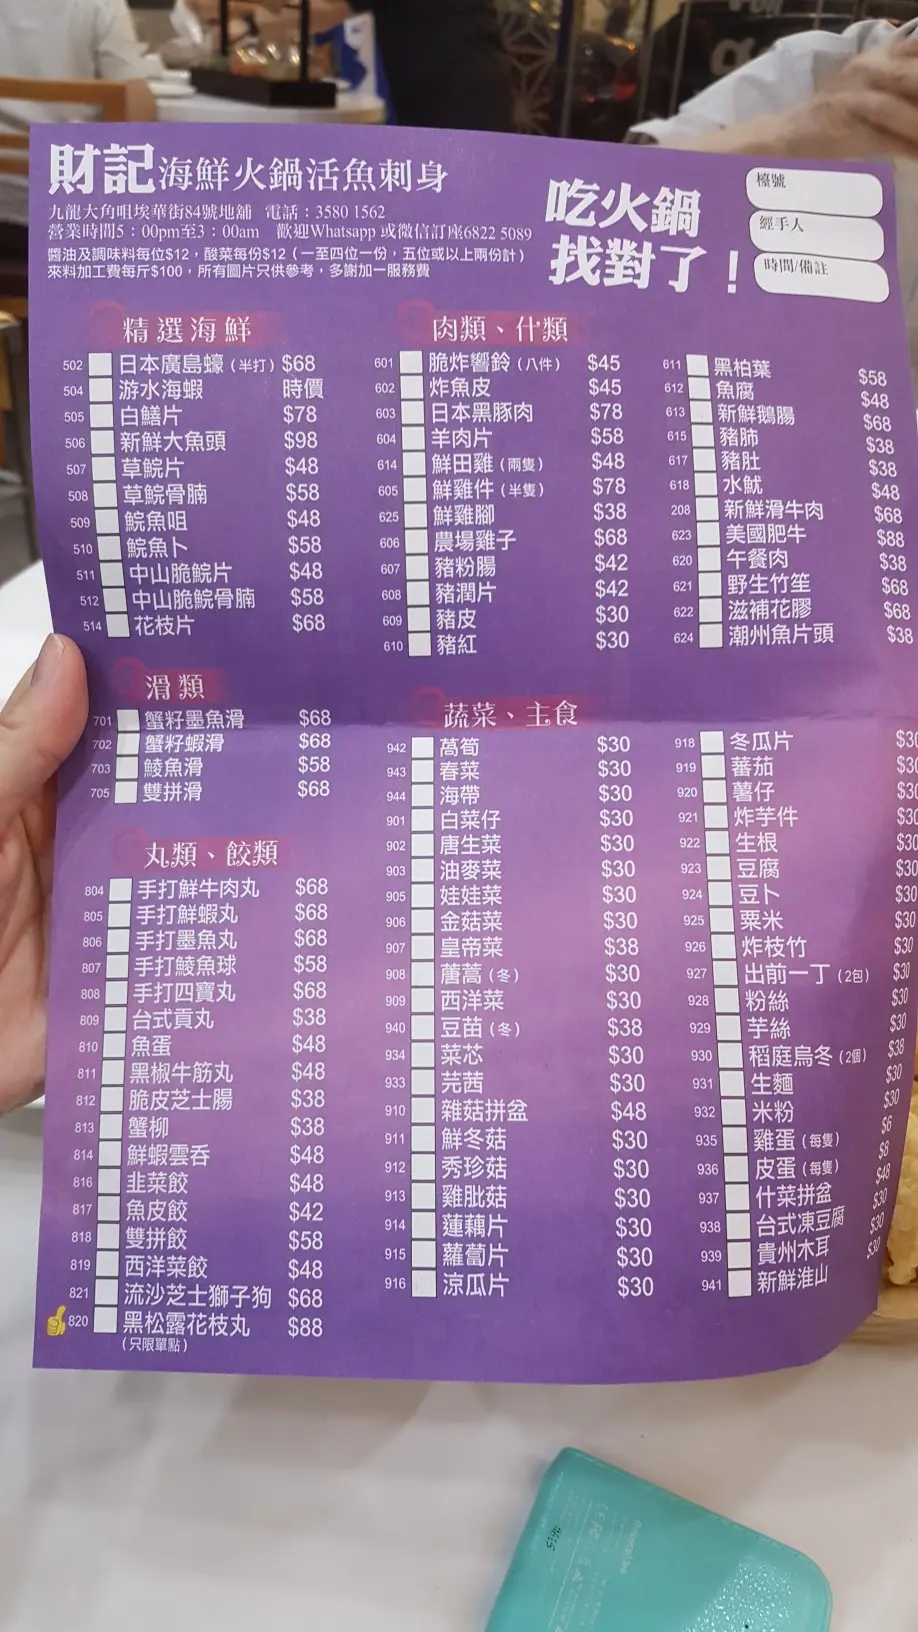 財記海鮮火鍋活魚刺身
九龍大角咀埃華街84號地舖 電話：3580 1562
營業時間5：00pm至3：00am 歡迎Whatsapp 或微信訂座6822 5089
醬油及調味料每位$12，酸菜每份$12（一至四位一份，五位或以上兩份計）
來料加工費每斤$100，所有圖片只供參考，多謝加一服務費
吃火鍋
找對了！
檯號
經手人
時間/備註
精選海鮮
502 日本廣島蠔（半打） $68
504 游水海蝦 時價
505 白鱔片 $78
506 新鮮大魚頭 $98
507 草鯇片 $48
508 草鯇骨腩 $58
509 鯇魚咀 $48
510 鯇魚卜 $58
511 中山脆鯇片 $48
512 中山脆鯇骨腩 $58
514 花枝片 $68
滑類
701 蟹籽墨魚滑 $68
702 蟹籽蝦滑 $68
703 鯪魚滑 $58
705 雙拼滑 $68
丸類、餃類
804 手打鮮牛肉丸 $68
805 手打鮮蝦丸 $68
806 手打墨魚丸 $68
807 手打鯪魚球 $58
808 手打四寶丸 $68
809 台式貢丸 $38
810 魚蛋 $48
811 黑椒牛筋丸 $48
812 脆皮芝士腸 $38
813 蟹柳 $38
814 鮮蝦雲呑 $48
816 韭菜餃 $48
817 魚皮餃 $42
818 雙拼餃 $58
819 西洋菜餃 $48
821 流沙芝士獅子狗 $68
820 黑松露花枝丸 $88
（只限單點）
肉類、什類
601 脆炸響鈴（八件） $45
602 炸魚皮 $45
603 日本黑豚肉 $78
604 羊肉片 $58
614 鮮田雞（兩隻） $48
605 鮮雞件（半隻） $78
625 鮮雞腳 $38
606 農場雞子 $68
607 豬粉腸 $42
608 豬潤片 $42
609 豬皮 $30
610 豬紅 $30
611 黑柏葉 $58
612 魚腐 $48
613 新鮮鵝腸 $68
615 豬肺 $38
617 豬肚 $38
618 水魷 $48
208 新鮮滑牛肉 $68
623 美國肥牛 $88
620 午餐肉 $38
621 野生竹笙 $68
622 滋補花膠 $68
624 潮州魚片頭 $38
蔬菜、主食
942 萵筍 $30
943 春菜 $30
944 海帶 $30
901 白菜仔 $30
902 唐生菜 $30
903 油麥菜 $30
905 娃娃菜 $30
906 金菇菜 $30
907 皇帝菜 $38
908 蓎蒿（冬） $30
909 西洋菜 $30
940 豆苗（冬） $38
934 菜芯 $30
933 芫茜 $30
910 雜菇拼盆 $48
911 鮮冬菇 $30
912 秀珍菇 $30
913 雞肶菇 $30
914 蓮藕片 $30
915 蘿蔔片 $30
916 涼瓜片 $30
918 冬瓜片 $30
919 蕃茄 $30
920 薯仔 $30
921 炸芋件 $30
922 生根 $30
923 豆腐 $30
924 豆卜 $30
925 粟米 $30
926 炸枝竹 $30
927 出前一丁（2包） $30
928 粉絲 $30
929 芋絲 $30
930 稻庭烏冬（2個） $38
931 生麵 $30
932 米粉 $30
935 雞蛋（每隻） $6
936 皮蛋（每隻） $8
937 什菜拼盆 $48
938 台式凍豆腐 $30
939 貴州木耳 $30
941 新鮮淮山 $30